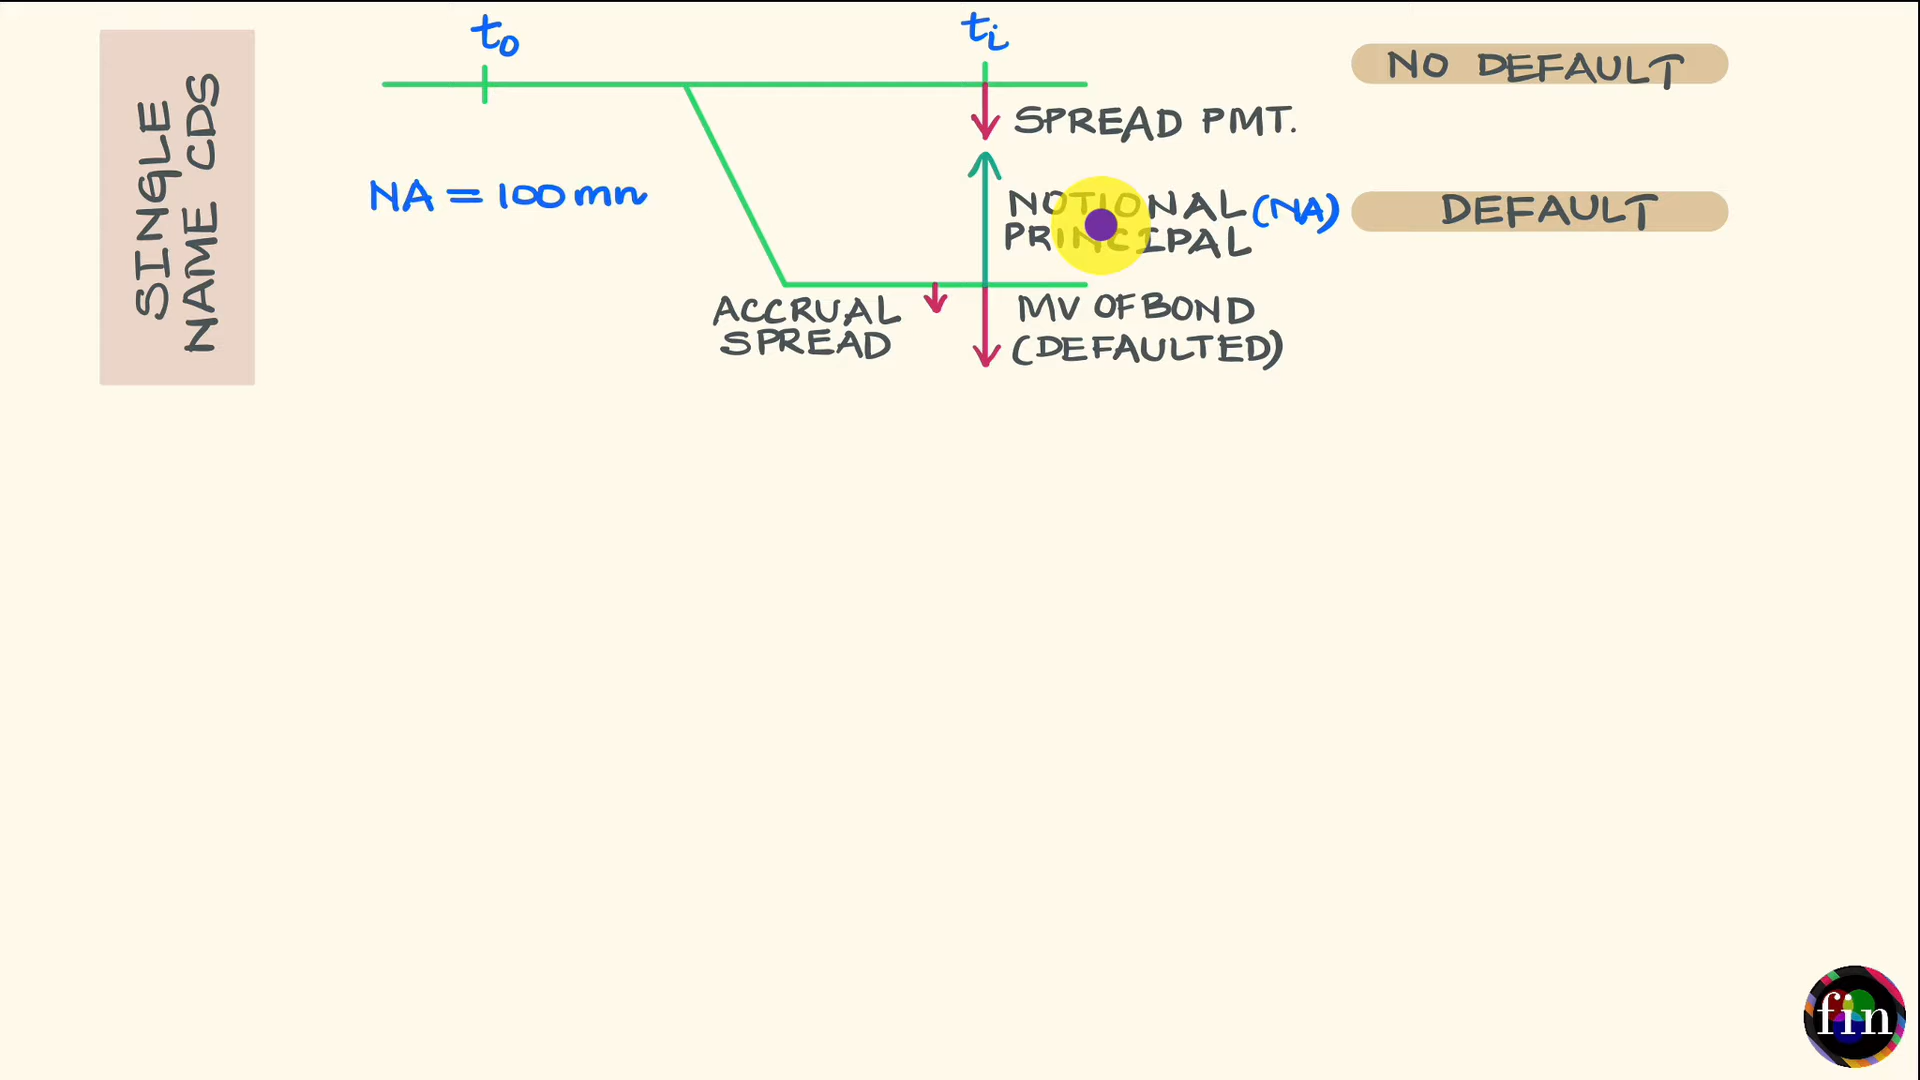 SINGLE
NAME CDS
t₀
tᵢ
NO DEFAULT
SPREAD PMT.
NA = 100 mn
NOTIONAL (NA)
PRINCIPAL
DEFAULT
ACCRUAL
SPREAD
MV OF BOND
(DEFAULTED)
fin